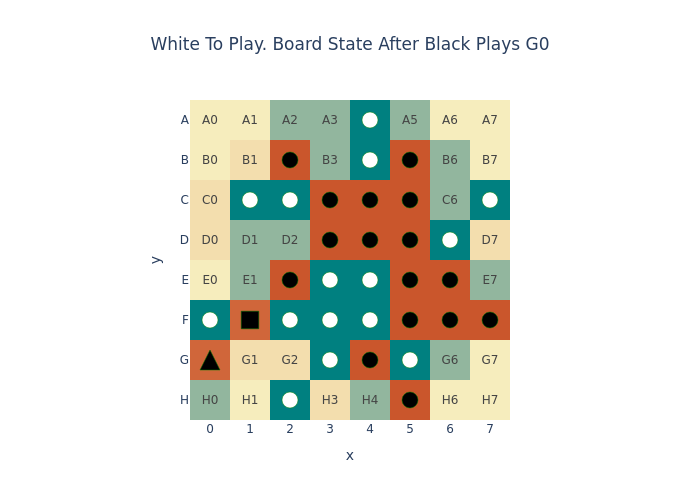 White To Play. Board State After Black Plays G0
A A0 A1 A2 A3 A5 A6 A7
B B0 B1 B3 B6 B7
C C0 C6
D D0 D1 D2 D7
E E0 E1 E7
F
G G1 G2 G6 G7
H H0 H1 H3 H4 H6 H7
0 1 2 3 4 5 6 7
x
y